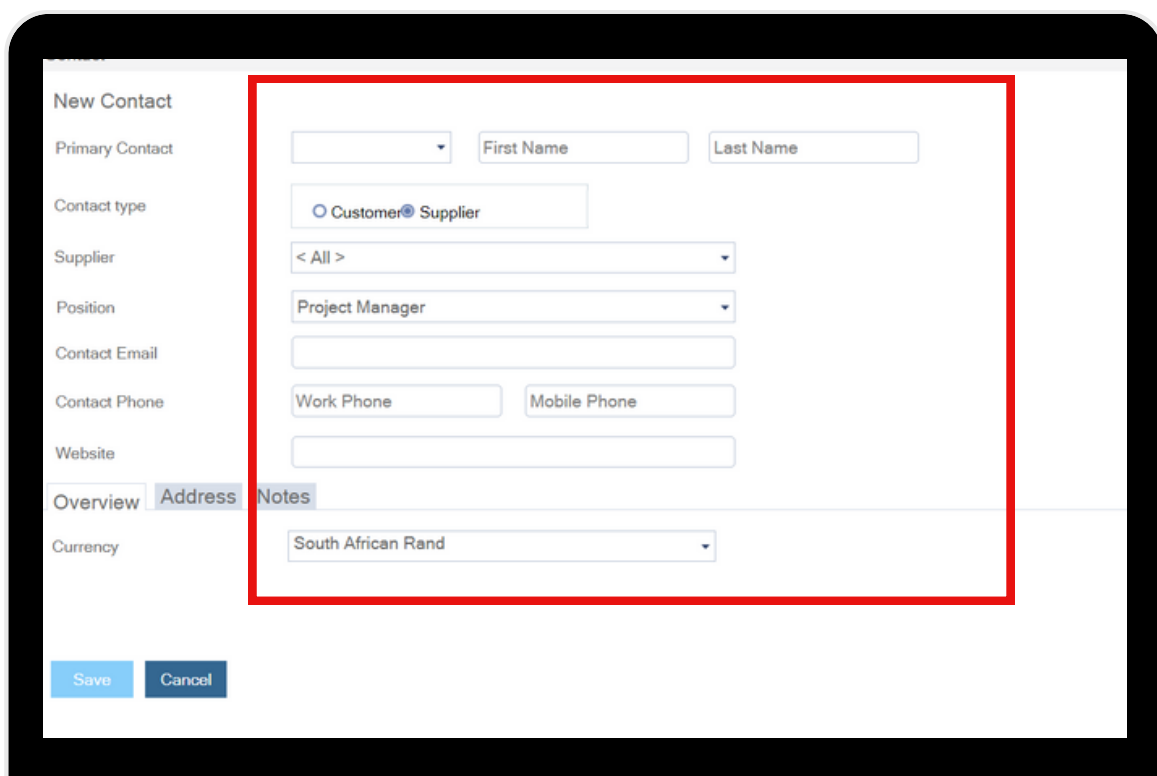 New Contact
Primary Contact First Name Last Name
Contact type Customer Supplier
Supplier < All >
Position Project Manager
Contact Email
Contact Phone Work Phone Mobile Phone
Website
Overview Address Notes
Currency South African Rand
Save Cancel